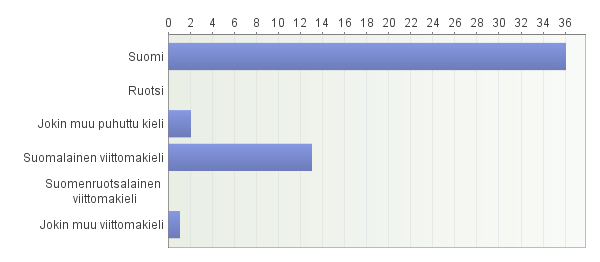 0 2 4 6 8 10 12 14 16 18 20 22 24 26 28 30 32 34 36
Suomi
Ruotsi
Jokin muu puhuttu kieli
Suomalainen viittomakieli
Suomenruotsalainen
viittomakieli
Jokin muu viittomakieli